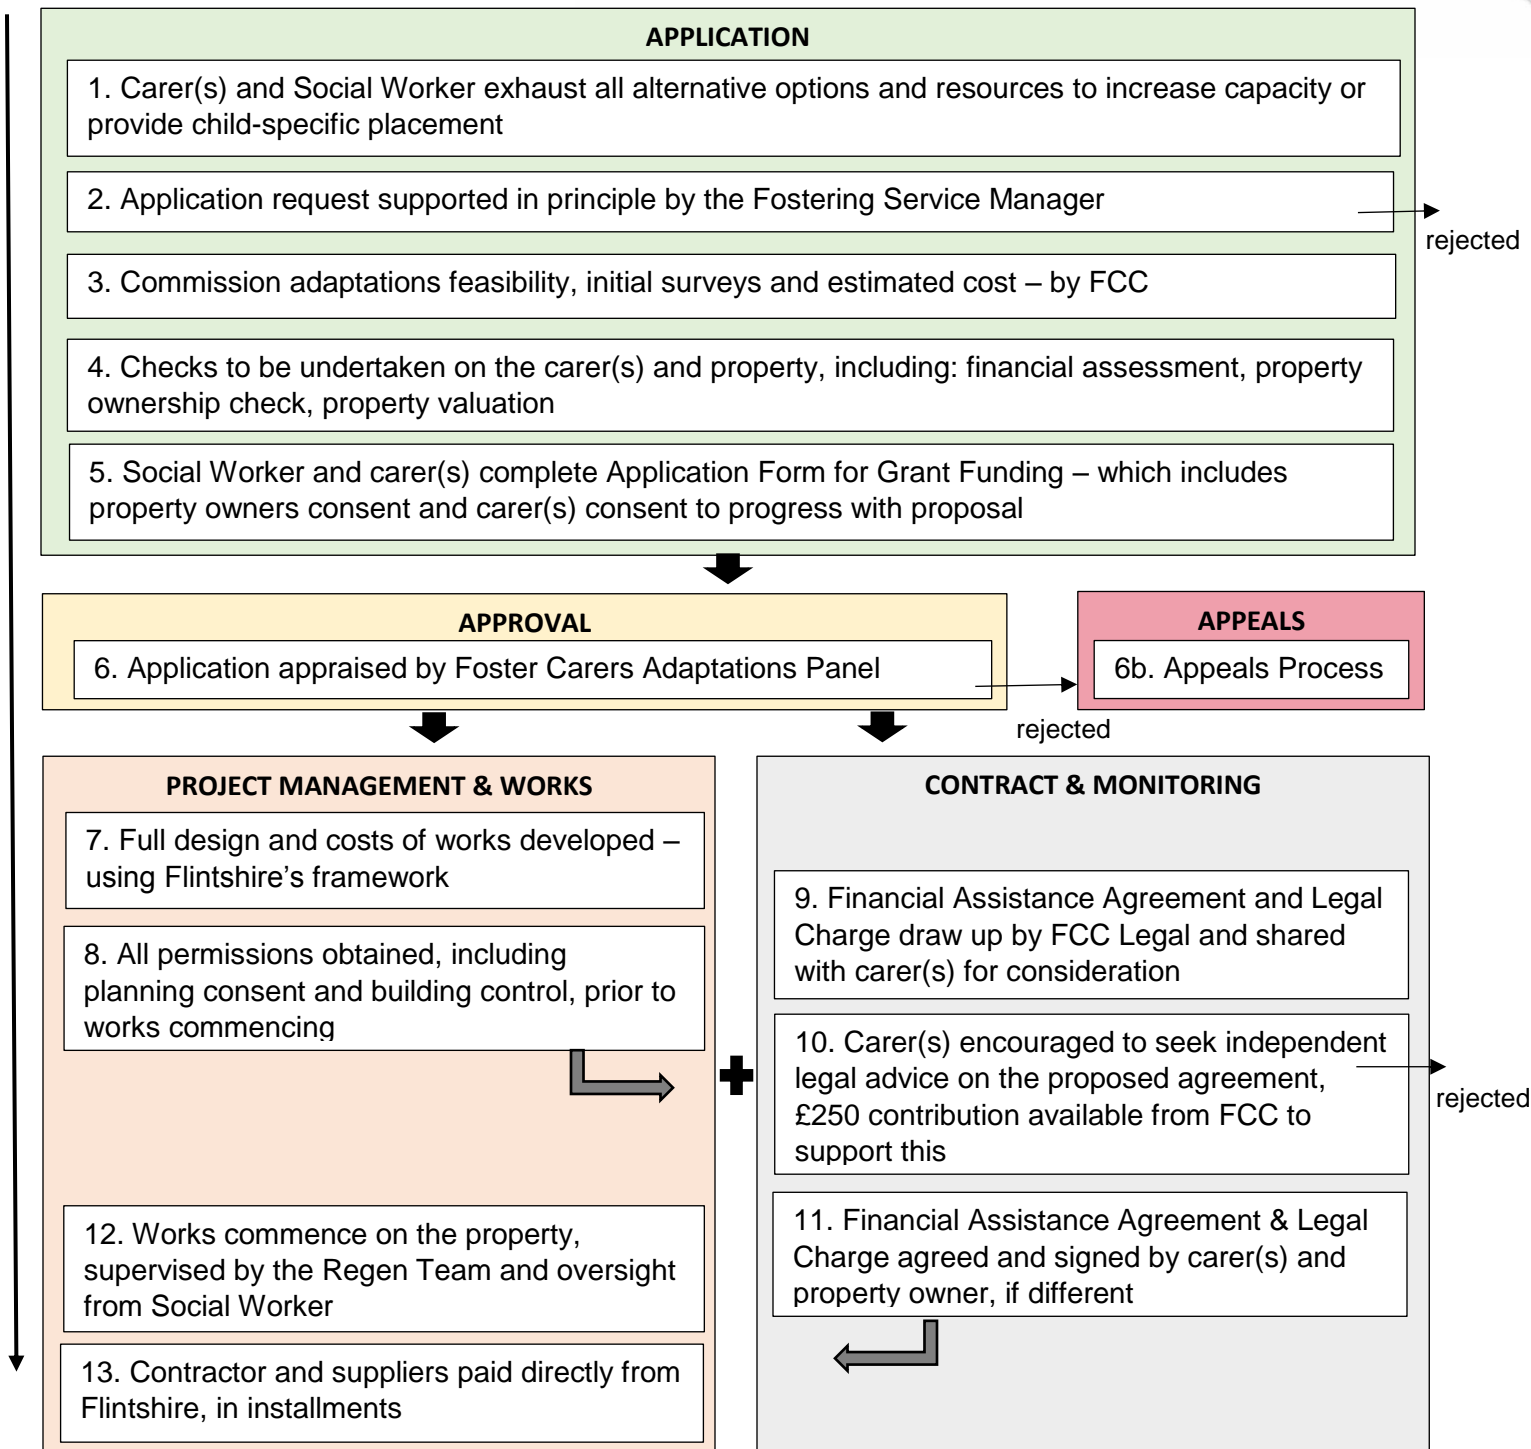 APPLICATION
1. Carer(s) and Social Worker exhaust all alternative options and resources to increase capacity or
provide child-specific placement
2. Application request supported in principle by the Fostering Service Manager
rejected
3. Commission adaptations feasibility, initial surveys and estimated cost – by FCC
4. Checks to be undertaken on the carer(s) and property, including: financial assessment, property
ownership check, property valuation
5. Social Worker and carer(s) complete Application Form for Grant Funding – which includes
property owners consent and carer(s) consent to progress with proposal
APPROVAL
6. Application appraised by Foster Carers Adaptations Panel
rejected
APPEALS
6b. Appeals Process
PROJECT MANAGEMENT & WORKS
7. Full design and costs of works developed –
using Flintshire’s framework
8. All permissions obtained, including
planning consent and building control, prior to
works commencing
CONTRACT & MONITORING
9. Financial Assistance Agreement and Legal
Charge draw up by FCC Legal and shared
with carer(s) for consideration
10. Carer(s) encouraged to seek independent
legal advice on the proposed agreement,
£250 contribution available from FCC to
support this
rejected
11. Financial Assistance Agreement & Legal
Charge agreed and signed by carer(s) and
property owner, if different
12. Works commence on the property,
supervised by the Regen Team and oversight
from Social Worker
13. Contractor and suppliers paid directly from
Flintshire, in installments